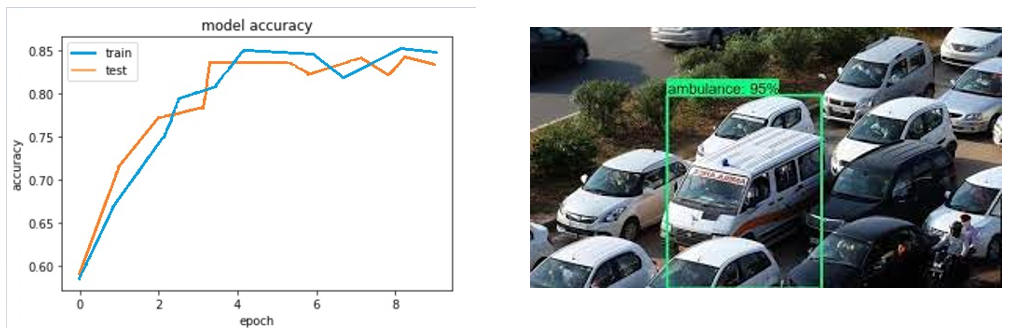 model accuracy
train
test
0.85
0.80
0.75
0.70
0.65
0.60
accuracy
0 2 4 6 8
epoch
ambulance: 95%